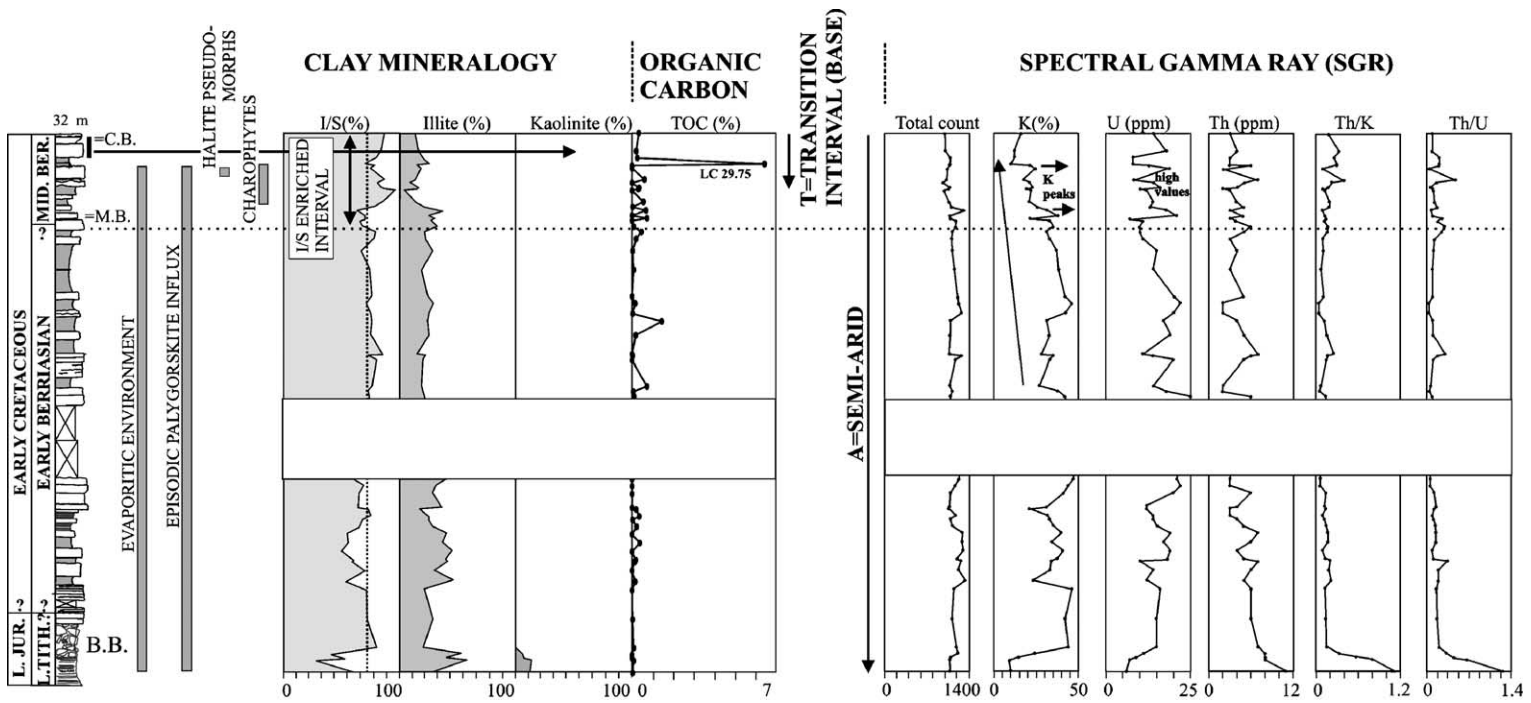 HALITE PSEUDO-
MORPHS
CHAROPHYTES
CLAY MINERALOGY
ORGANIC
CARBON
T=TRANSITION
INTERVAL (BASE)
SPECTRAL GAMMA RAY (SGR)
32 m
=C.B.
I/S(%)
Illite (%)
Kaolinite (%)
TOC (%)
Total count
K(%)
U (ppm)
Th (ppm)
Th/K
Th/U
MID. BER.
=M.B.
I/S ENRICHED
INTERVAL
LC 29.75
K
peaks
high
values
?
EARLY CRETACEOUS
EARLY BERRIASIAN
EVAPORITIC ENVIRONMENT
EPISODIC PALYGORSKITE INFLUX
A=SEMI-ARID
-?
-?
L. JUR.
L.TITH.?
B.B.
0
100
100
100
0
7
0
1400
0
50
0
25
0
12
0
1.2
0
1.4